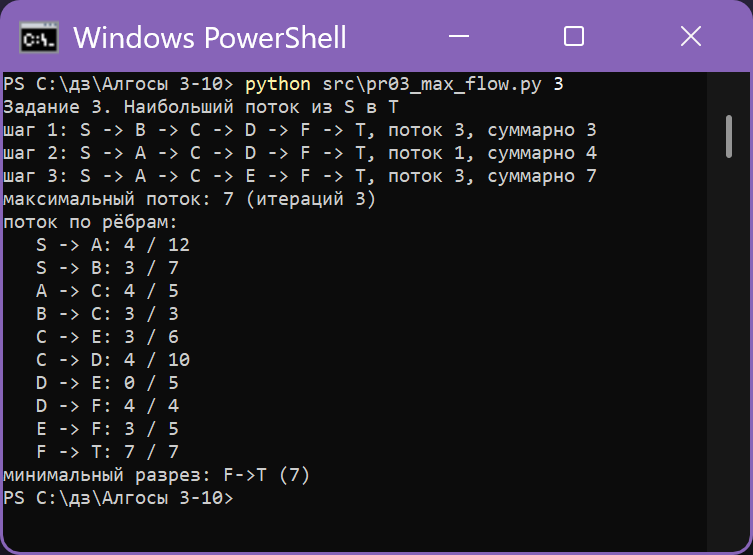 Windows PowerShell
PS C:\дз\Алгосы 3-10> python src\pr03_max_flow.py 3
Задание 3. Наибольший поток из S в T
шаг 1: S -> B -> C -> D -> F -> T, поток 3, суммарно 3
шаг 2: S -> A -> C -> D -> F -> T, поток 1, суммарно 4
шаг 3: S -> A -> C -> E -> F -> T, поток 3, суммарно 7
максимальный поток: 7 (итераций 3)
поток по рёбрам:
   S -> A: 4 / 12
   S -> B: 3 / 7
   A -> C: 4 / 5
   B -> C: 3 / 3
   C -> E: 3 / 6
   C -> D: 4 / 10
   D -> E: 0 / 5
   D -> F: 4 / 4
   E -> F: 3 / 5
   F -> T: 7 / 7
минимальный разрез: F->T (7)
PS C:\дз\Алгосы 3-10>